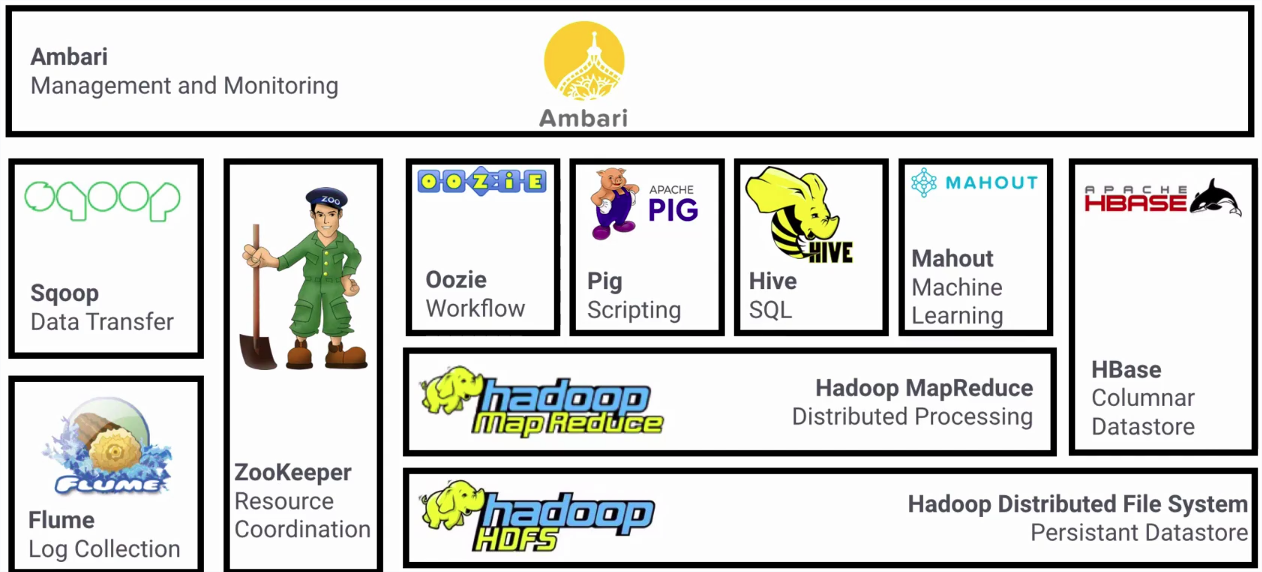 Ambari
Management and Monitoring
Ambari
sqoop
Sqoop
Data Transfer
FLUME
Flume
Log Collection
ZOO
ZooKeeper
Resource
Coordination
OOZiE
Oozie
Workflow
APACHE
PIG
Pig
Scripting
HIVE
Hive
SQL
MAHOUT
Mahout
Machine
Learning
APACHE
HBASE
HBase
Columnar
Datastore
hadoop
Map Reduce
Hadoop MapReduce
Distributed Processing
hadoop
HDFS
Hadoop Distributed File System
Persistant Datastore